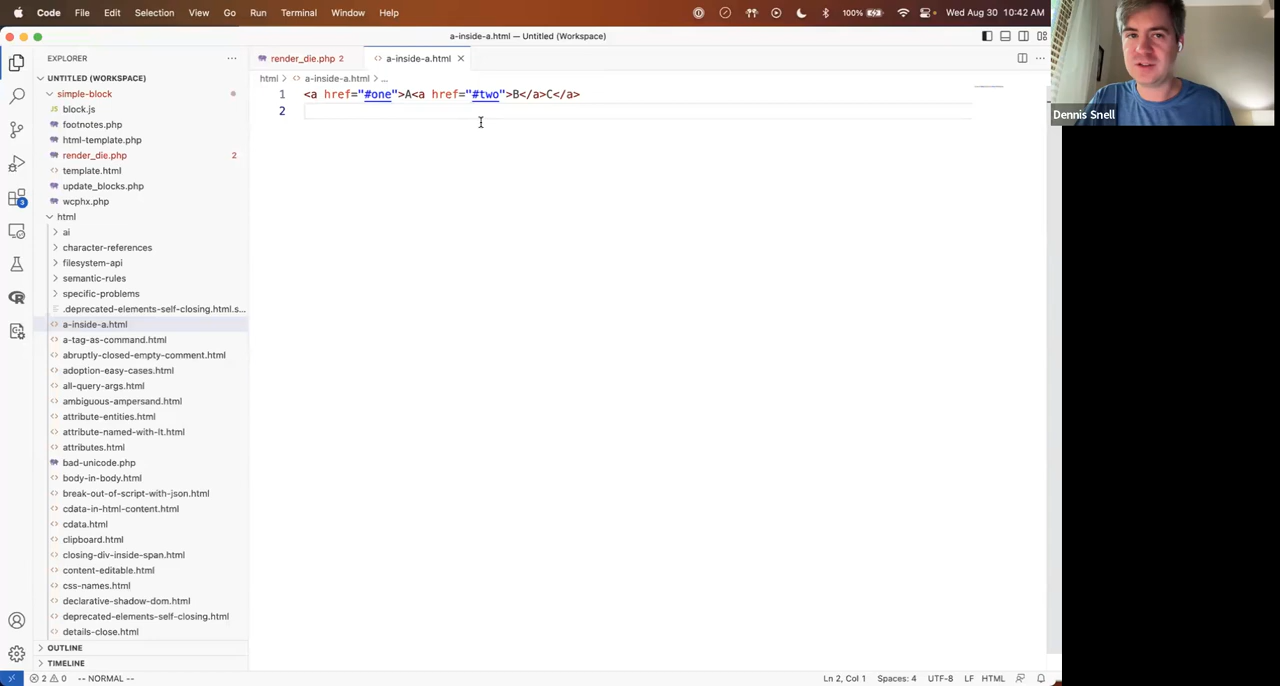 Code File Edit Selection View Go Run Terminal Window Help 100% Wed Aug 30 10:42 AM
a-inside-a.html — Untitled (Workspace)
EXPLORER ...
render_die.php 2
a-inside-a.html
html > a-inside-a.html > ...
1 <a href="#one">A<a href="#two">B</a>C</a>
2
UNTITLED (WORKSPACE)
simple-block
block.js
footnotes.php
html-template.php
render_die.php 2
template.html
update_blocks.php
wcphx.php
html
ai
character-references
filesystem-api
semantic-rules
specific-problems
.deprecated-elements-self-closing.html.s...
a-inside-a.html
a-tag-as-command.html
abruptly-closed-empty-comment.html
adoption-easy-cases.html
all-query-args.html
ambiguous-ampersand.html
attribute-entities.html
attribute-named-with-lt.html
attributes.html
bad-unicode.php
body-in-body.html
break-out-of-script-with-json.html
cdata-in-html-content.html
cdata.html
clipboard.html
closing-div-inside-span.html
content-editable.html
css-names.html
declarative-shadow-dom.html
deprecated-elements-self-closing.html
details-close.html
OUTLINE
TIMELINE
3
2 0 -- NORMAL --
Ln 2, Col 1 Spaces: 4 UTF-8 LF HTML
Dennis Snell